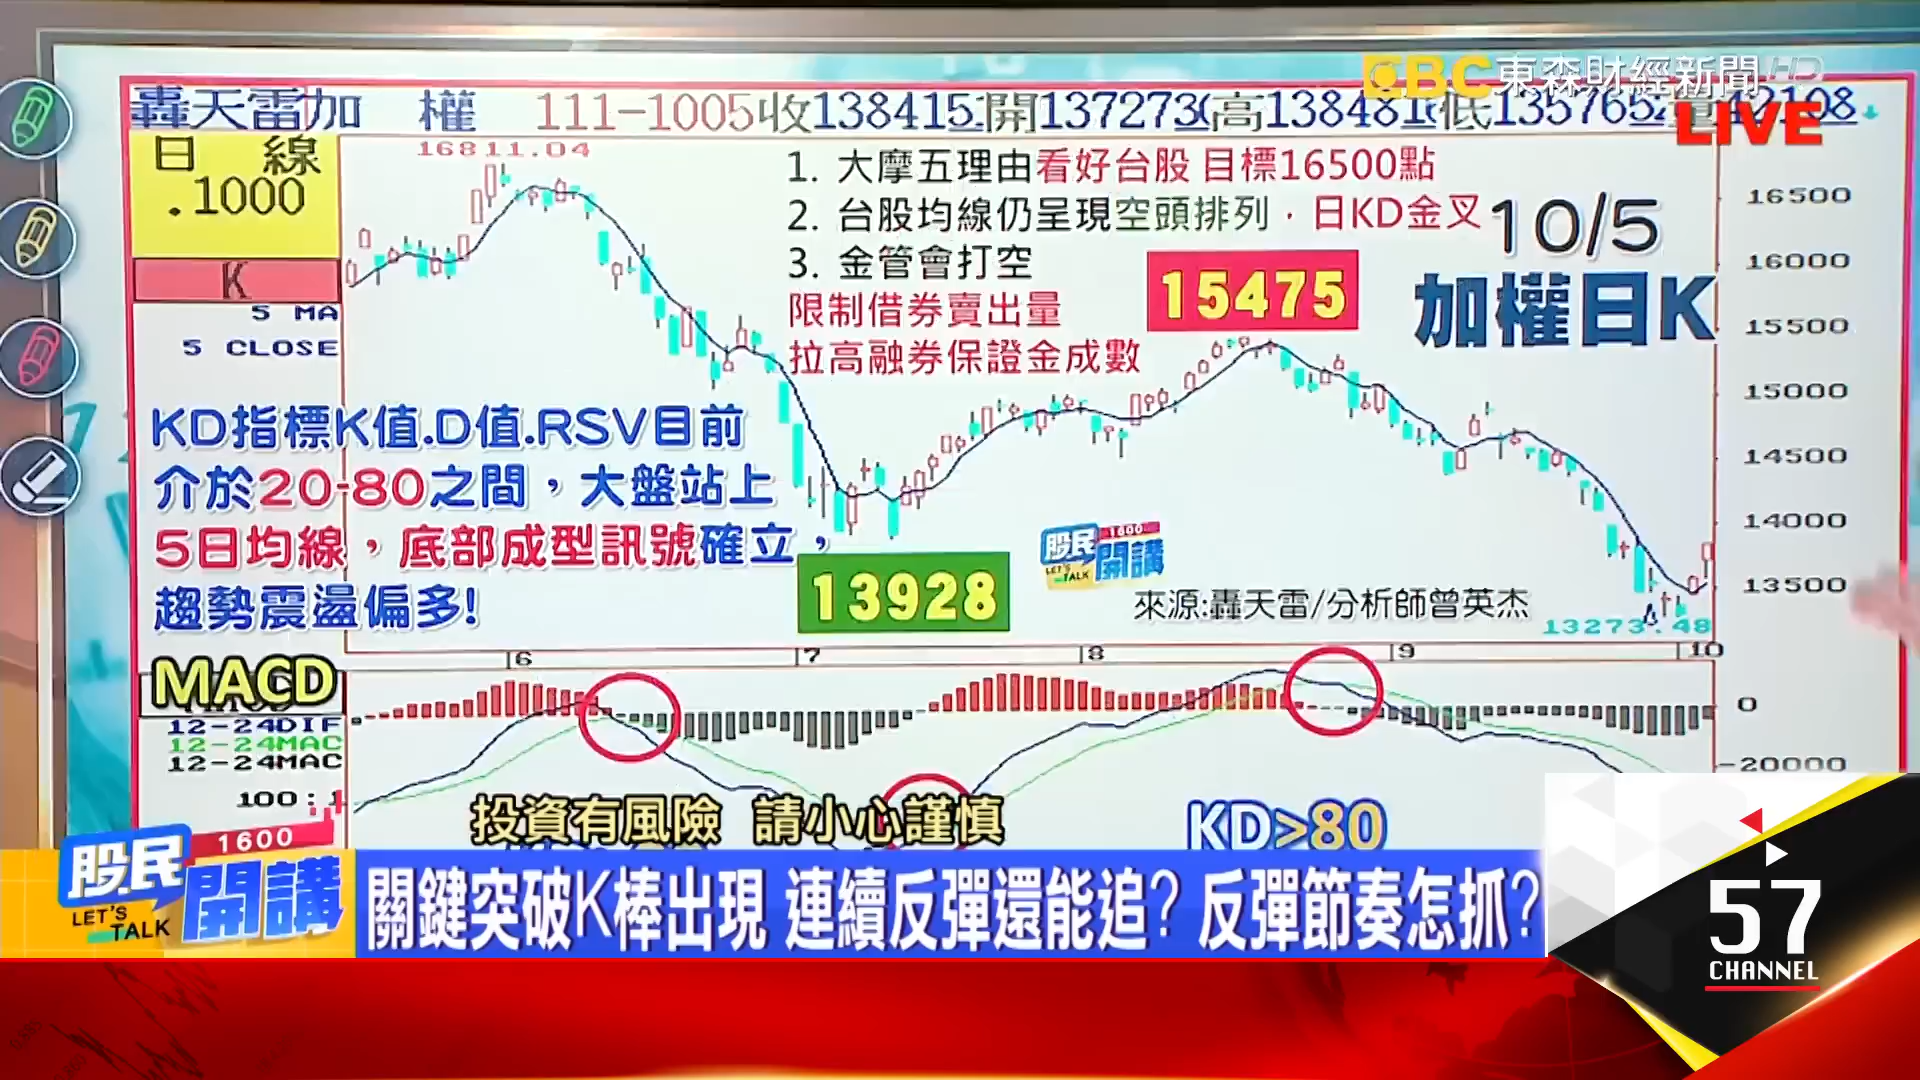 EBC 東森財經新聞 HD
LIVE
轟天雷加 權 111-1005收138415開137273高138481低135765
日 線
.1000
K
5 MA
5 CLOSE
16811.04
1. 大摩五理由看好台股 目標16500點
2. 台股均線仍呈現空頭排列，日KD金叉
3. 金管會打空
限制借券賣出量
拉高融券保證金成數
15475
10/5
加權日K
16500
16000
15500
15000
14500
14000
13500
KD指標K值.D值.RSV目前
介於20-80之間，大盤站上
5日均線，底部成型訊號確立，
趨勢震盪偏多!
13928
1600
股民
開講
LET'S TALK
來源:轟天雷/分析師曾英杰
13273.48
6 7 8 9 10
MACD
12-24DIF
12-24MAC
12-24MAC
100:1
0
-20000
投資有風險 請小心謹慎
KD>80
1600
股民
開講
LET'S
TALK
關鍵突破K棒出現 連續反彈還能追? 反彈節奏怎抓?
57
CHANNEL